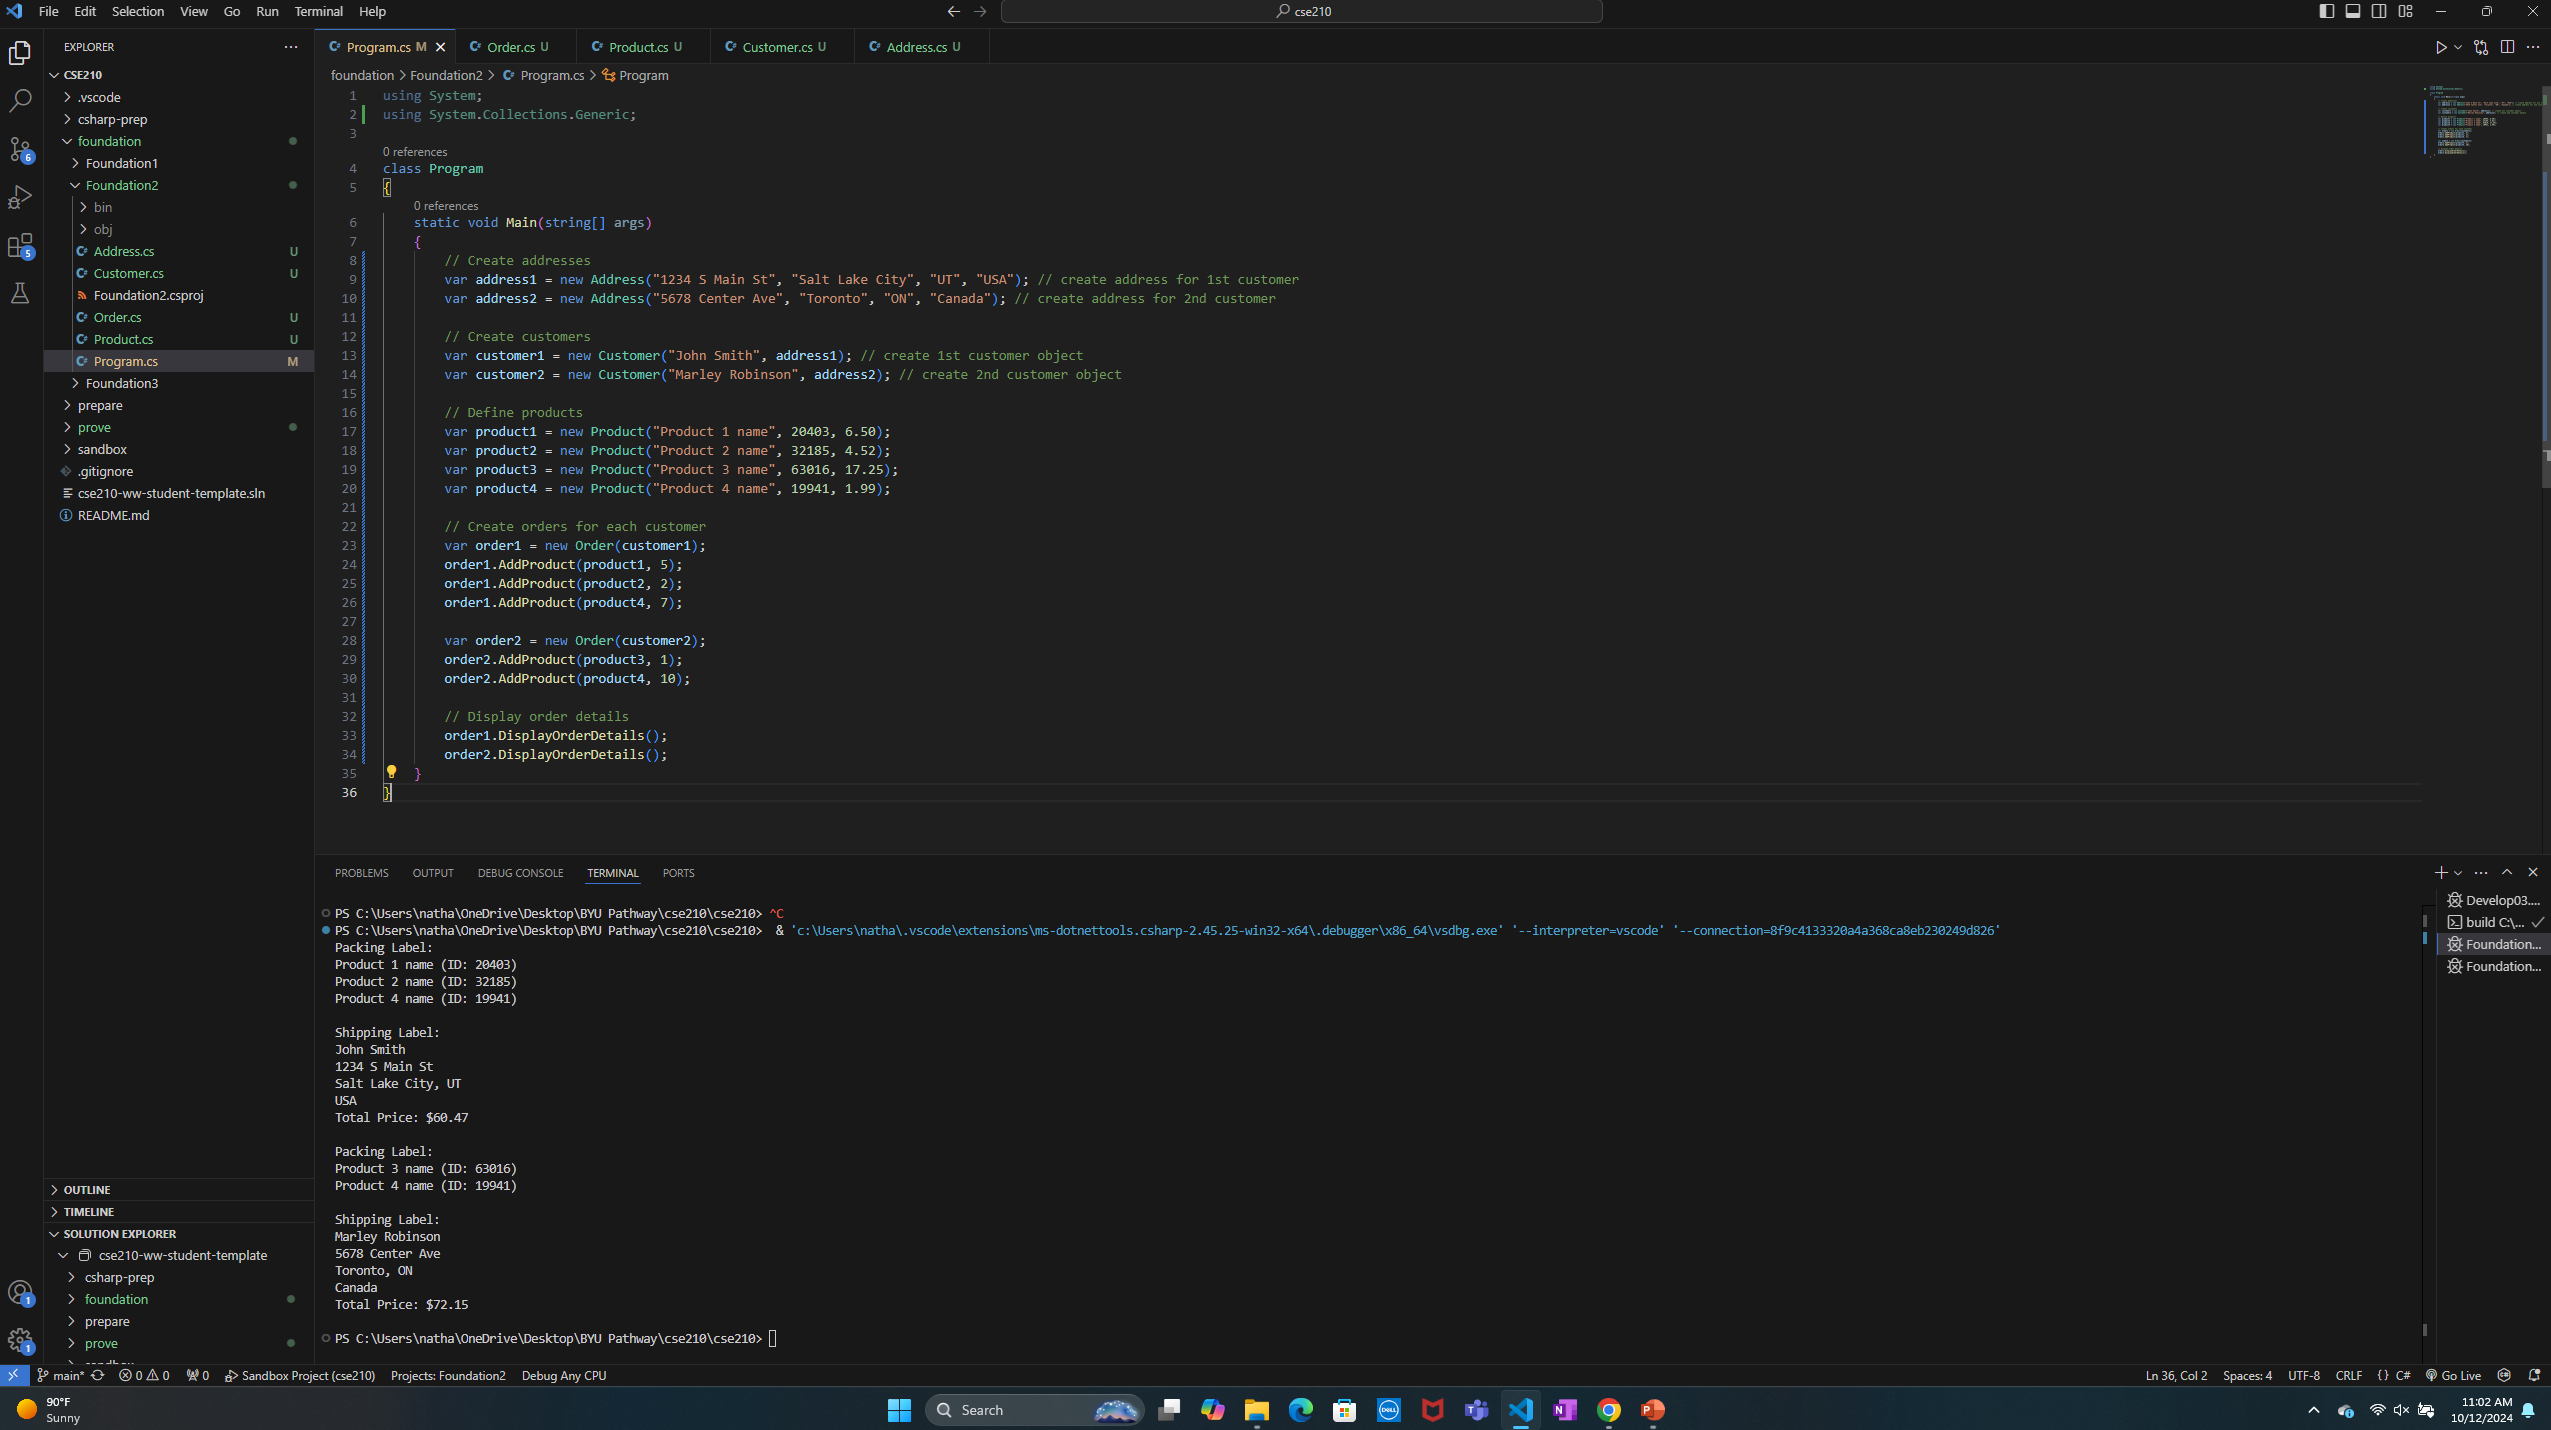 File Edit Selection View Go Run Terminal Help
cse210
EXPLORER
CSE210
.vscode
csharp-prep
foundation
Foundation1
Foundation2
bin
obj
Address.cs U
Customer.cs U
Foundation2.csproj
Order.cs U
Product.cs U
Program.cs M
Foundation3
prepare
prove
sandbox
.gitignore
cse210-ww-student-template.sln
README.md
OUTLINE
TIMELINE
SOLUTION EXPLORER
cse210-ww-student-template
csharp-prep
foundation
prepare
prove
sandbox
6
5
1
1
Program.cs M Order.cs U Product.cs U Customer.cs U Address.cs U
foundation > Foundation2 > Program.cs > Program
1 using System;
2 using System.Collections.Generic;
3
0 references
4 class Program
5 {
0 references
6 static void Main(string[] args)
7 {
8 // Create addresses
9 var address1 = new Address("1234 S Main St", "Salt Lake City", "UT", "USA"); // create address for 1st customer
10 var address2 = new Address("5678 Center Ave", "Toronto", "ON", "Canada"); // create address for 2nd customer
11
12 // Create customers
13 var customer1 = new Customer("John Smith", address1); // create 1st customer object
14 var customer2 = new Customer("Marley Robinson", address2); // create 2nd customer object
15
16 // Define products
17 var product1 = new Product("Product 1 name", 20403, 6.50);
18 var product2 = new Product("Product 2 name", 32185, 4.52);
19 var product3 = new Product("Product 3 name", 63016, 17.25);
20 var product4 = new Product("Product 4 name", 19941, 1.99);
21
22 // Create orders for each customer
23 var order1 = new Order(customer1);
24 order1.AddProduct(product1, 5);
25 order1.AddProduct(product2, 2);
26 order1.AddProduct(product4, 7);
27
28 var order2 = new Order(customer2);
29 order2.AddProduct(product3, 1);
30 order2.AddProduct(product4, 10);
31
32 // Display order details
33 order1.DisplayOrderDetails();
34 order2.DisplayOrderDetails();
35 }
36 }
PROBLEMS OUTPUT DEBUG CONSOLE TERMINAL PORTS
PS C:\Users\natha\OneDrive\Desktop\BYU Pathway\cse210\cse210> ^C
PS C:\Users\natha\OneDrive\Desktop\BYU Pathway\cse210\cse210> & 'c:\Users\natha\.vscode\extensions\ms-dotnettools.csharp-2.45.25-win32-x64\.debugger\x86_64\vsdbg.exe' '--interpreter=vscode' '--connection=8f9c4133320a4a368ca8eb230249d826'
Packing Label:
Product 1 name (ID: 20403)
Product 2 name (ID: 32185)
Product 4 name (ID: 19941)
Shipping Label:
John Smith
1234 S Main St
Salt Lake City, UT
USA
Total Price: $60.47
Packing Label:
Product 3 name (ID: 63016)
Product 4 name (ID: 19941)
Shipping Label:
Marley Robinson
5678 Center Ave
Toronto, ON
Canada
Total Price: $72.15
PS C:\Users\natha\OneDrive\Desktop\BYU Pathway\cse210\cse210>
Develop03....
build C:\...
Foundation...
Foundation...
main* 0 0 0 Sandbox Project (cse210) Projects: Foundation2 Debug Any CPU
Ln 36, Col 2 Spaces: 4 UTF-8 CRLF {} C# Go Live
90°F
Sunny
Search
11:02 AM
10/12/2024